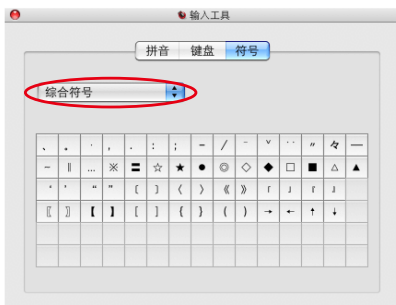 输入工具
拼音 键盘 符号
综合符号
、 。 · , . : ; － / ˉ ˇ ¨ 〃 々 —
～ ‖ … ※ 〓 ☆ ★ ● ◎ ◇ ◆ □ ■ △ ▲
‘ ’ “ ” 〔 〕 〈 〉 《 》 「 」 『 』
〖 〗 【 】 [ ] { } ( ) → ← ↑ ↓